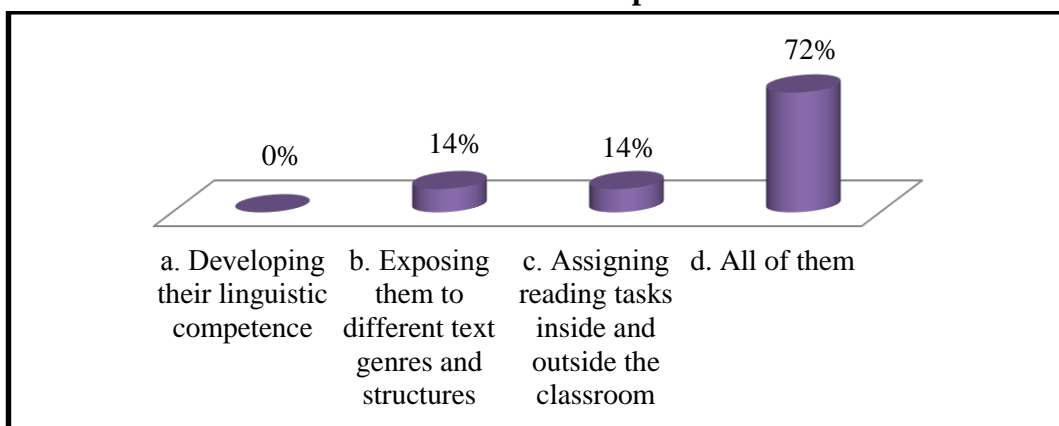 72%
14%
14%
0%
a. Developing
their linguistic
competence
b. Exposing
them to
different text
genres and
structures
c. Assigning
reading tasks
inside and
outside the
classroom
d. All of them